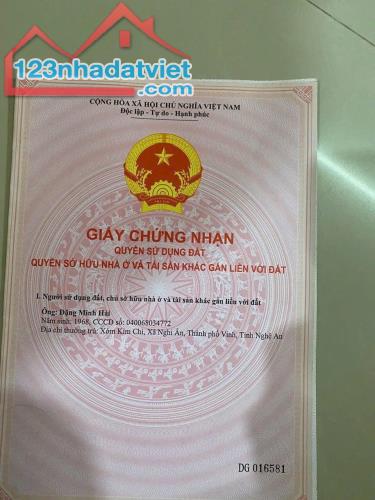 123nhadatviet
.com
CỘNG HÒA XÃ HỘI CHỦ NGHĨA VIỆT NAM
Độc lập - Tự do - Hạnh phúc
GIẤY CHỨNG NHẬN
QUYỀN SỬ DỤNG ĐẤT
QUYỀN SỞ HỮU NHÀ Ở VÀ TÀI SẢN KHÁC GẮN LIỀN VỚI ĐẤT
I. Người sử dụng đất, chủ sở hữu nhà ở và tài sản khác gắn liền với đất
Ông: Đặng Minh Hải
Năm sinh: 1968, CCCD số: 040068034772
Địa chỉ thường trú: Xóm Kim Chi, Xã Nghi Ân, Thành phố Vinh, Tỉnh Nghệ An
DG 016581